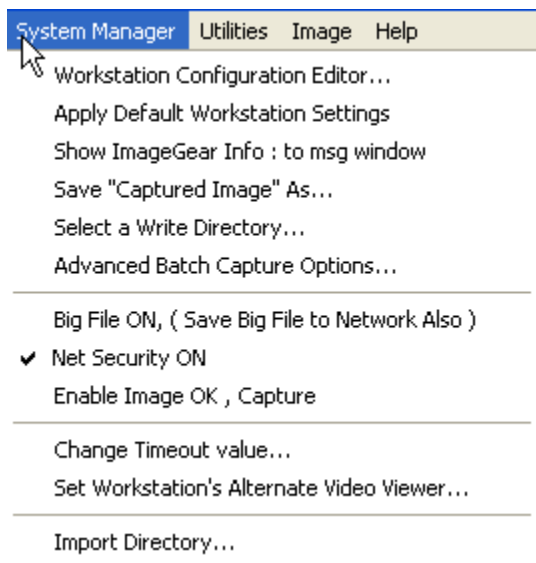 System Manager Utilities Image Help
Workstation Configuration Editor...
Apply Default Workstation Settings
Show ImageGear Info : to msg window
Save "Captured Image" As...
Select a Write Directory...
Advanced Batch Capture Options...
Big File ON, ( Save Big File to Network Also )
Net Security ON
Enable Image OK , Capture
Change Timeout value...
Set Workstation's Alternate Video Viewer...
Import Directory...